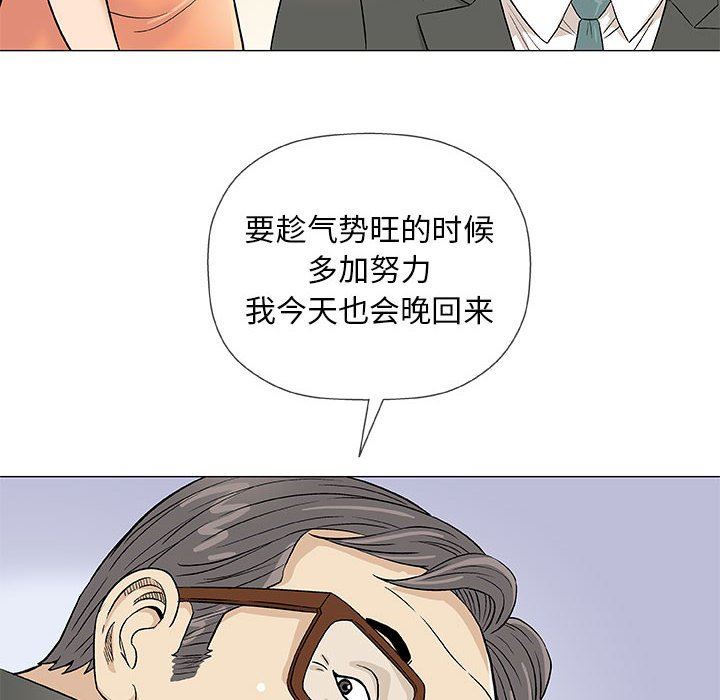 要趁气势旺的时候
多加努力
我今天也会晚回来